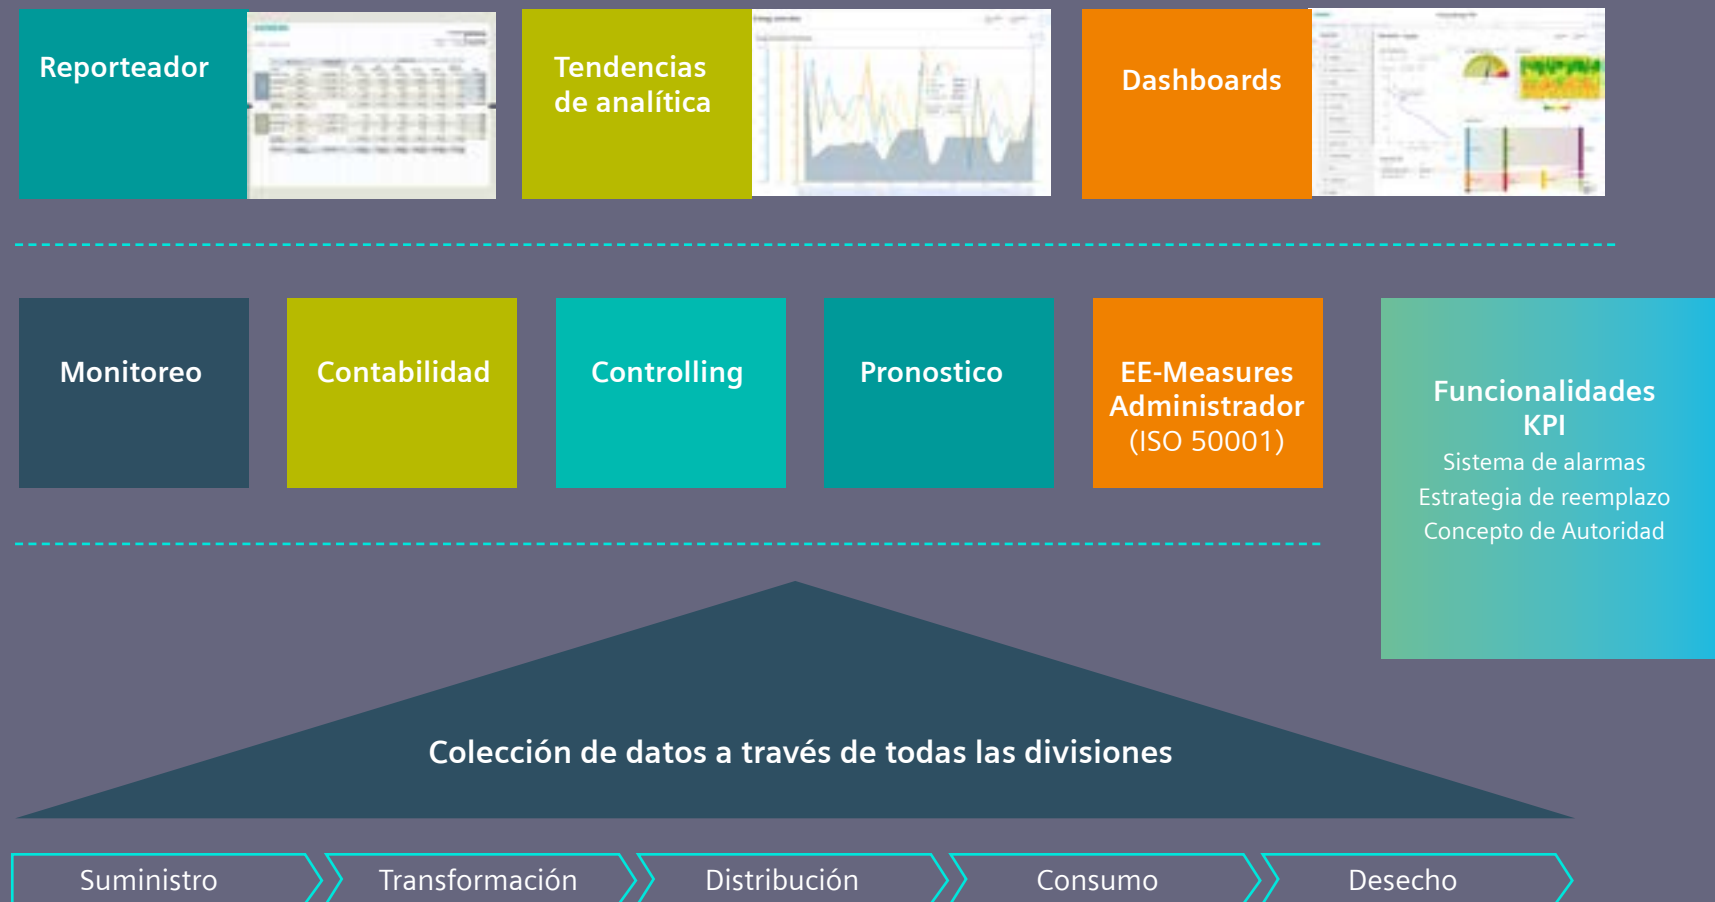 Reporteador
Tendencias
de analítica
Dashboards
Monitoreo
Contabilidad
Controlling
Pronostico
EE-Measures
Administrador
(ISO 50001)
Funcionalidades
KPI
Sistema de alarmas
Estrategia de reemplazo
Concepto de Autoridad
Colección de datos a través de todas las divisiones
Suministro
Transformación
Distribución
Consumo
Desecho